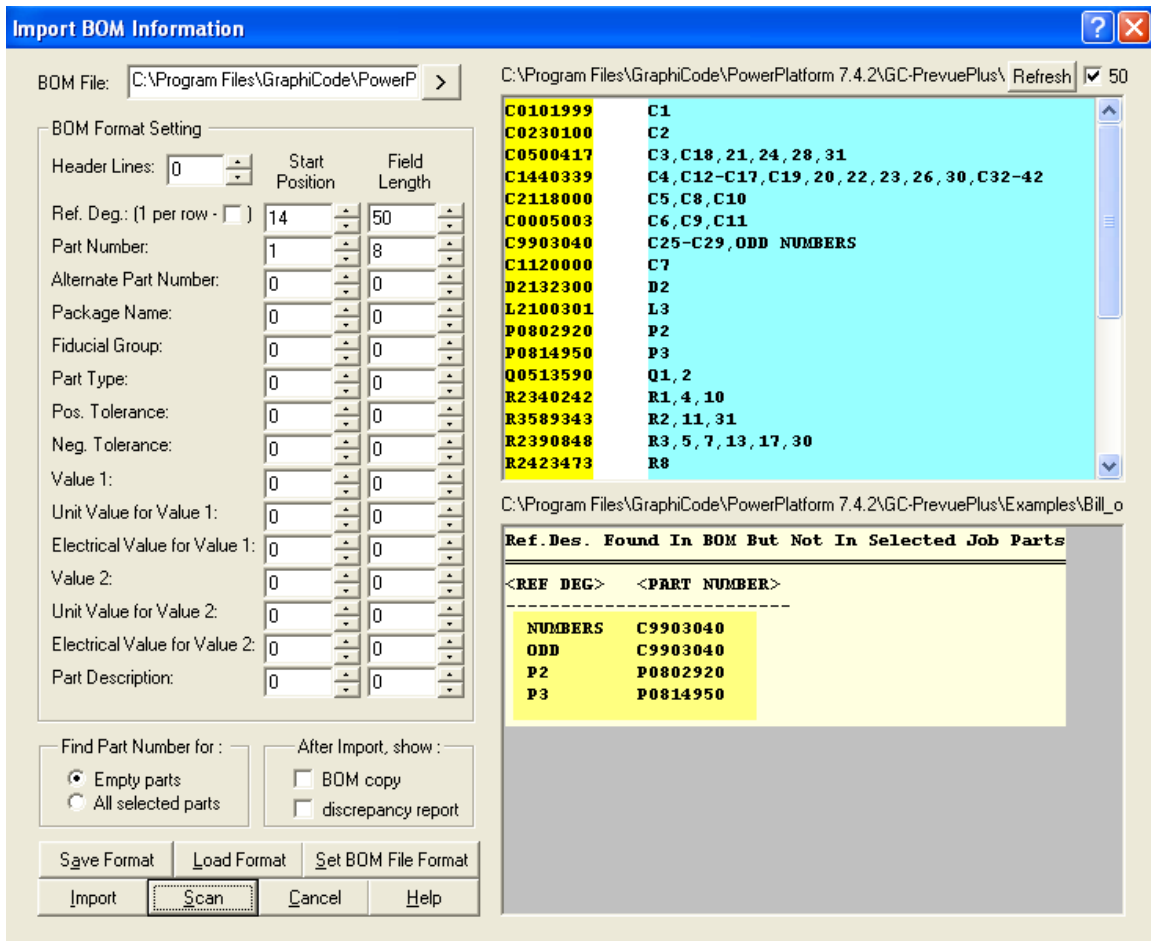 Import BOM Information
BOM File: C:\Program Files\GraphiCode\PowerP >
BOM Format Setting
Header Lines: 0 Start Position Field Length
Ref. Deg.: (1 per row - ) 14 50
Part Number: 1 8
Alternate Part Number: 0 0
Package Name: 0 0
Fiducial Group: 0 0
Part Type: 0 0
Pos. Tolerance: 0 0
Neg. Tolerance: 0 0
Value 1: 0 0
Unit Value for Value 1: 0 0
Electrical Value for Value 1: 0 0
Value 2: 0 0
Unit Value for Value 2: 0 0
Electrical Value for Value 2: 0 0
Part Description: 0 0
Find Part Number for :
Empty parts
All selected parts
After Import, show :
BOM copy
discrepancy report
Save Format Load Format Set BOM File Format
Import Scan Cancel Help
C:\Program Files\GraphiCode\PowerPlatform 7.4.2\GC-PrevuePlus\ Refresh 50
C0101999 C1
C0230100 C2
C0500417 C3,C18,21,24,28,31
C1440339 C4,C12-C17,C19,20,22,23,26,30,C32-42
C2118000 C5,C8,C10
C0005003 C6,C9,C11
C9903040 C25-C29,ODD NUMBERS
C1120000 C7
D2132300 D2
L2100301 L3
P0802920 P2
P0814950 P3
Q0513590 Q1,2
R2340242 R1,4,10
R3589343 R2,11,31
R2390848 R3,5,7,13,17,30
R2423473 R8
C:\Program Files\GraphiCode\PowerPlatform 7.4.2\GC-PrevuePlus\Examples\Bill_o
Ref.Des. Found In BOM But Not In Selected Job Parts
<REF DEG> <PART NUMBER>
NUMBERS C9903040
ODD C9903040
P2 P0802920
P3 P0814950